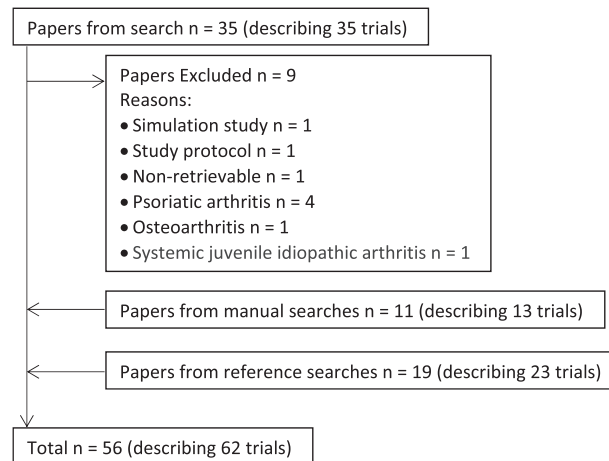 Papers from search n = 35 (describing 35 trials)
Papers Excluded n = 9
Reasons:
• Simulation study n = 1
• Study protocol n = 1
• Non-retrievable n = 1
• Psoriatic arthritis n = 4
• Osteoarthritis n = 1
• Systemic juvenile idiopathic arthritis n = 1
Papers from manual searches n = 11 (describing 13 trials)
Papers from reference searches n = 19 (describing 23 trials)
Total n = 56 (describing 62 trials)